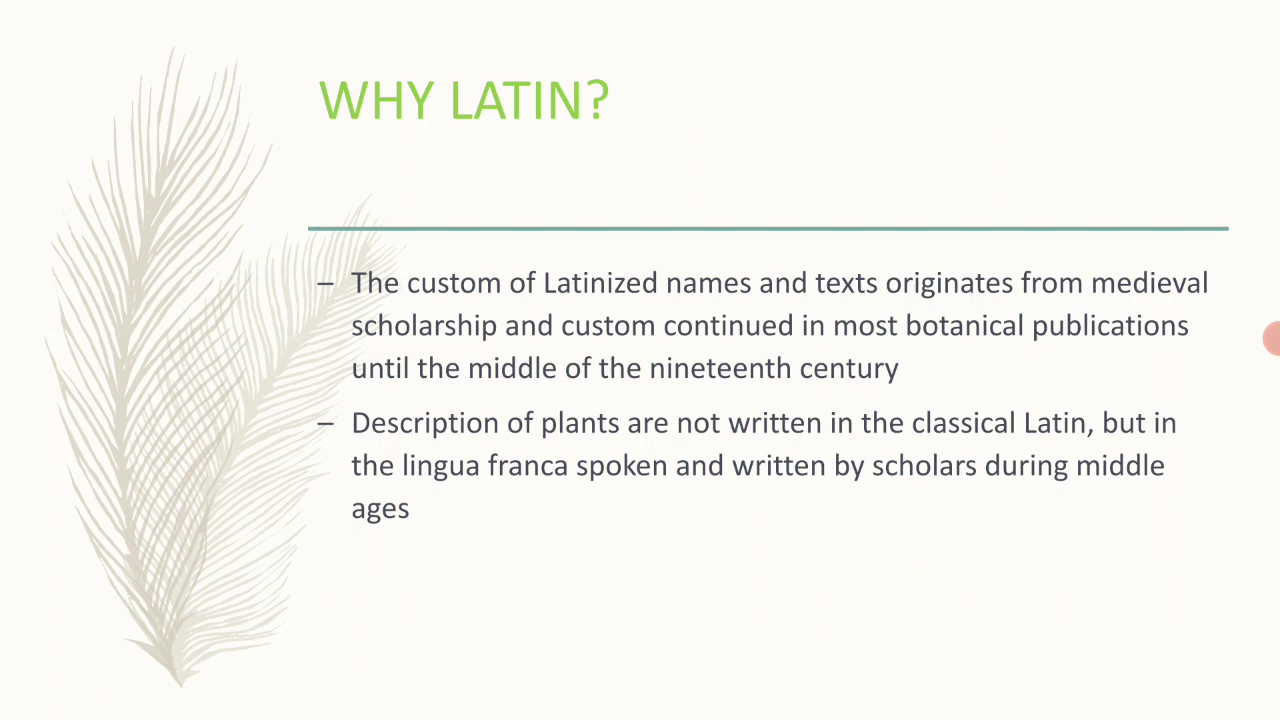 WHY LATIN?
– The custom of Latinized names and texts originates from medieval
scholarship and custom continued in most botanical publications
until the middle of the nineteenth century
– Description of plants are not written in the classical Latin, but in
the lingua franca spoken and written by scholars during middle
ages